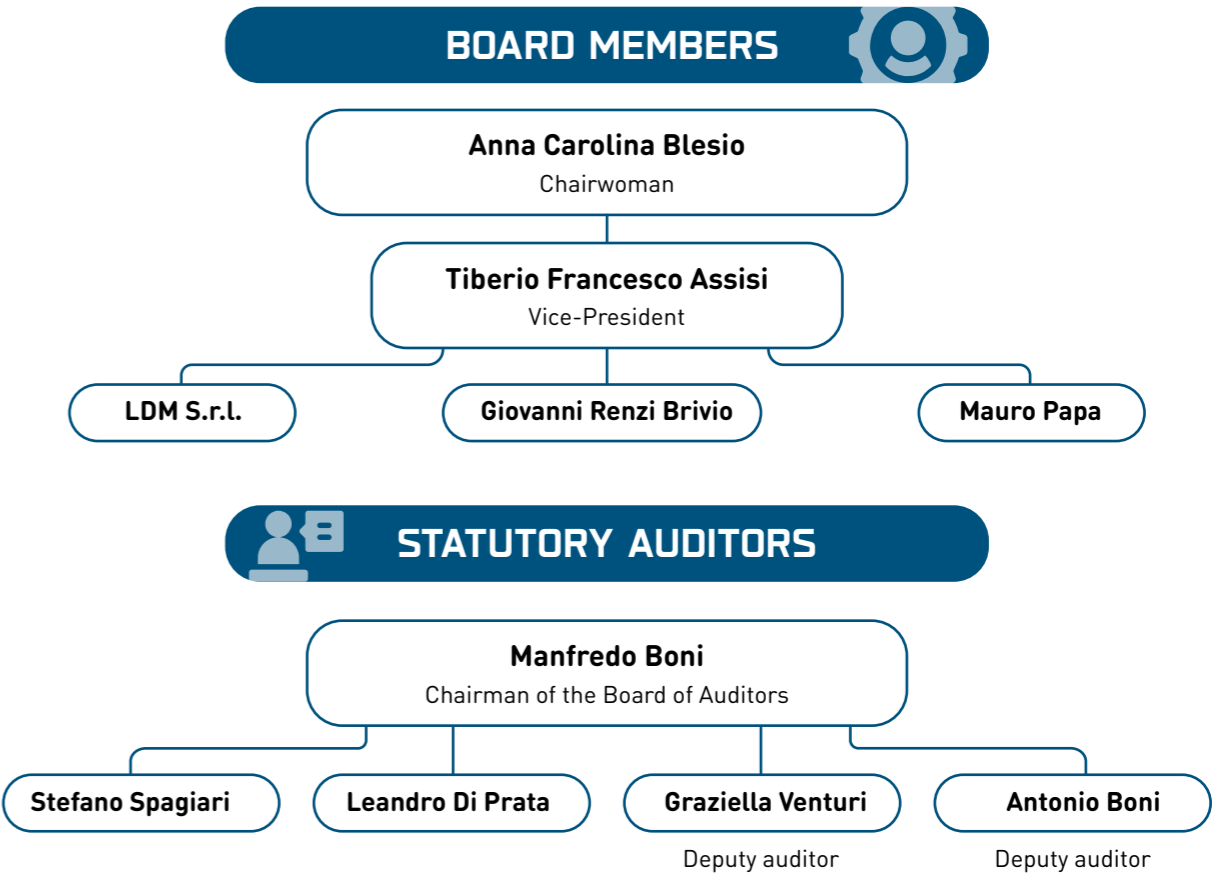 BOARD MEMBERS
Anna Carolina Blesio
Chairwoman
Tiberio Francesco Assisi
Vice-President
LDM S.r.l.
Giovanni Renzi Brivio
Mauro Papa
STATUTORY AUDITORS
Manfredo Boni
Chairman of the Board of Auditors
Stefano Spagiari
Leandro Di Prata
Graziella Venturi
Antonio Boni
Deputy auditor
Deputy auditor